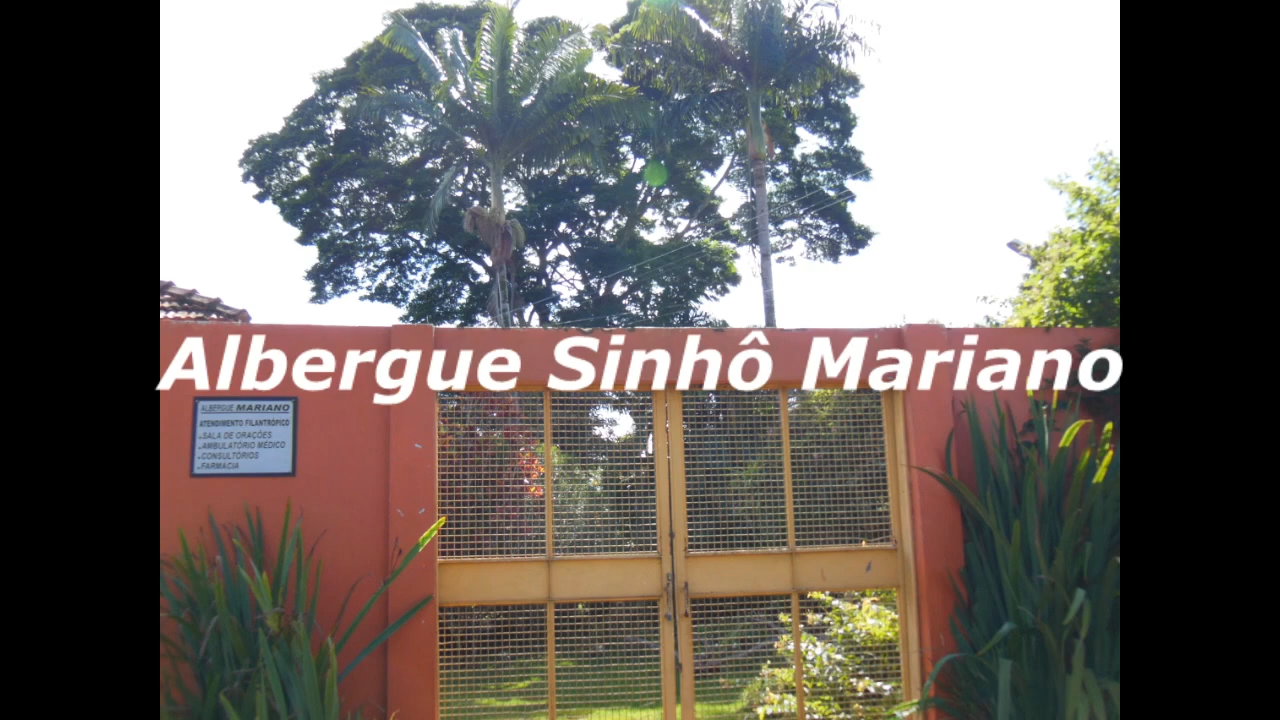 Albergue Sinhô Mariano
ALBERGUE MARIANO
ATENDIMENTO FILANTRÓPICO
-SALA DE ORAÇÕES
-AMBULATÓRIO MÉDICO
-CONSULTÓRIOS
-FARMÁCIA